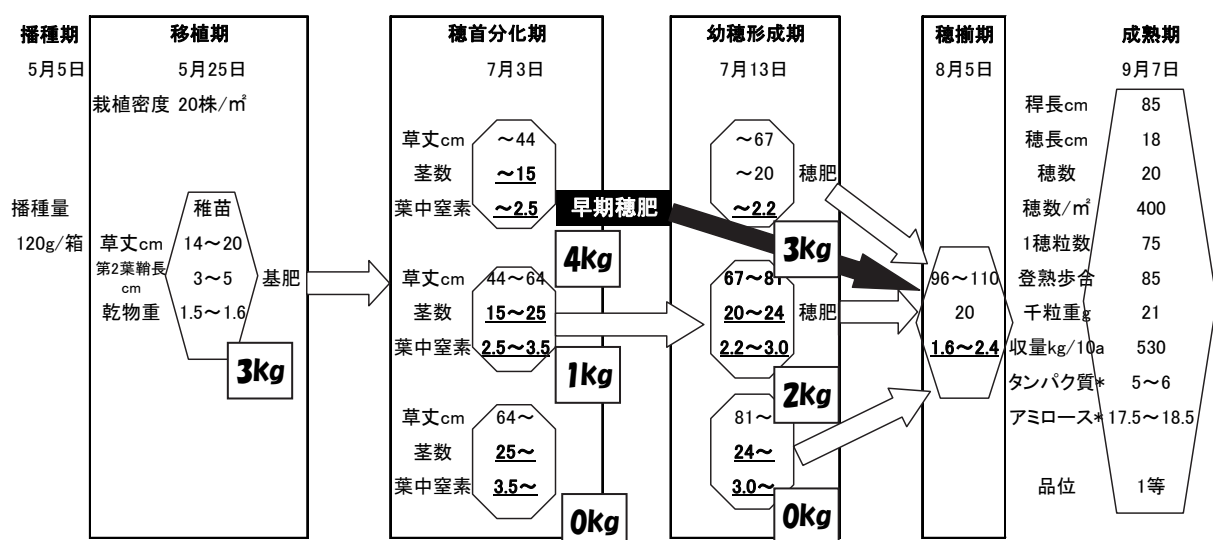 播種期
5月5日
播種量
120g/箱
移植期
5月25日
栽植密度 20株/㎡
稚苗
草丈cm 14～20
第2葉鞘長cm 3～5
乾物重 1.5～1.6
基肥
3Kg
穂首分化期
7月3日
草丈cm ～44
茎数 ～15
葉中窒素 ～2.5
早期穂肥
4Kg
草丈cm 44～64
茎数 15～25
葉中窒素 2.5～3.5
1Kg
草丈cm 64～
茎数 25～
葉中窒素 3.5～
0Kg
幼穂形成期
7月13日
～67
～20 穂肥
～2.2
3Kg
67～81
20～24 穂肥
2.2～3.0
2Kg
81～
24～
3.0～
0Kg
穂揃期
8月5日
96～110
20
1.6～2.4
成熟期
9月7日
稈長cm 85
穂長cm 18
穂数 20
穂数/㎡ 400
1穂粒数 75
登熟歩合 85
千粒重g 21
収量kg/10a 530
タンパク質* 5～6
アミロース* 17.5～18.5
品位 1等